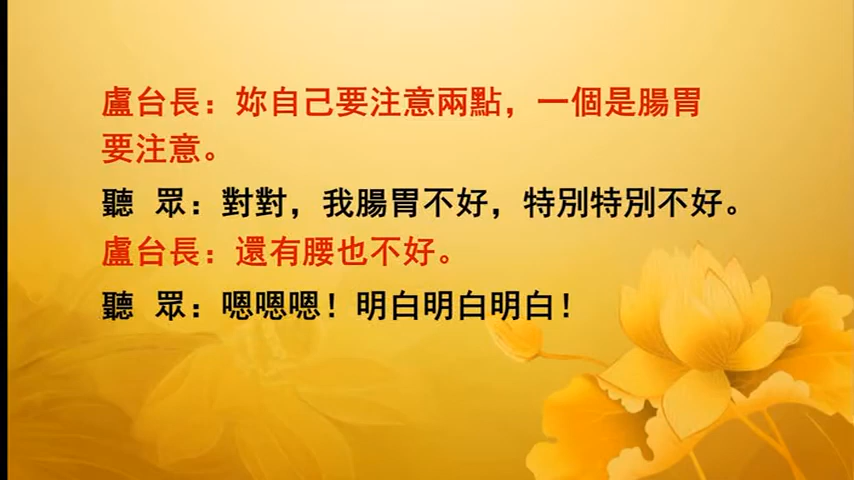 盧台長：妳自己要注意兩點，一個是腸胃
要注意。
聽 眾：對對，我腸胃不好，特別特別不好。
盧台長：還有腰也不好。
聽 眾：嗯嗯嗯！明白明白明白！